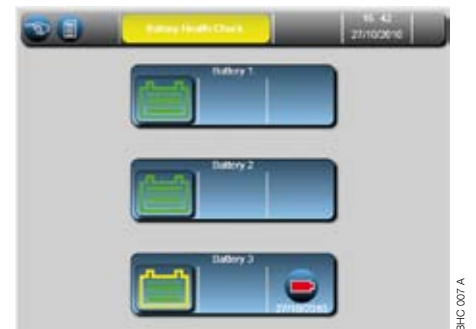 Battery Health Check
16 42
27/10/2010
Battery 1
Battery 2
Battery 3
BHC 007 A